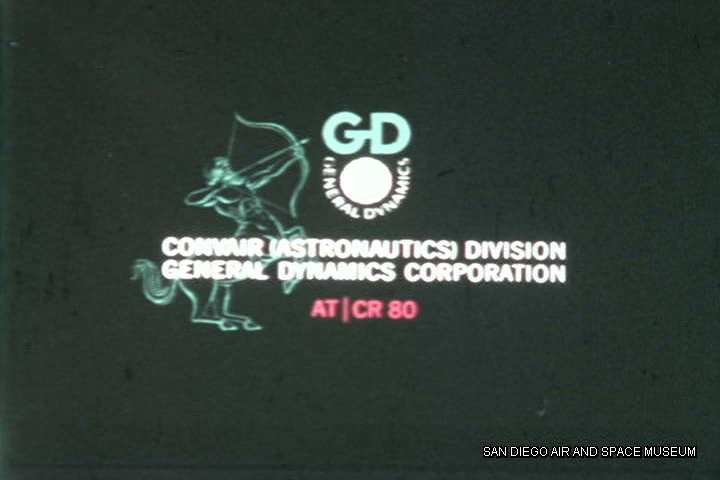 GD
GENERAL DYNAMICS
CONVAIR (ASTRONAUTICS) DIVISION
GENERAL DYNAMICS CORPORATION
AT|CR 80
SAN DIEGO AIR AND SPACE MUSEUM